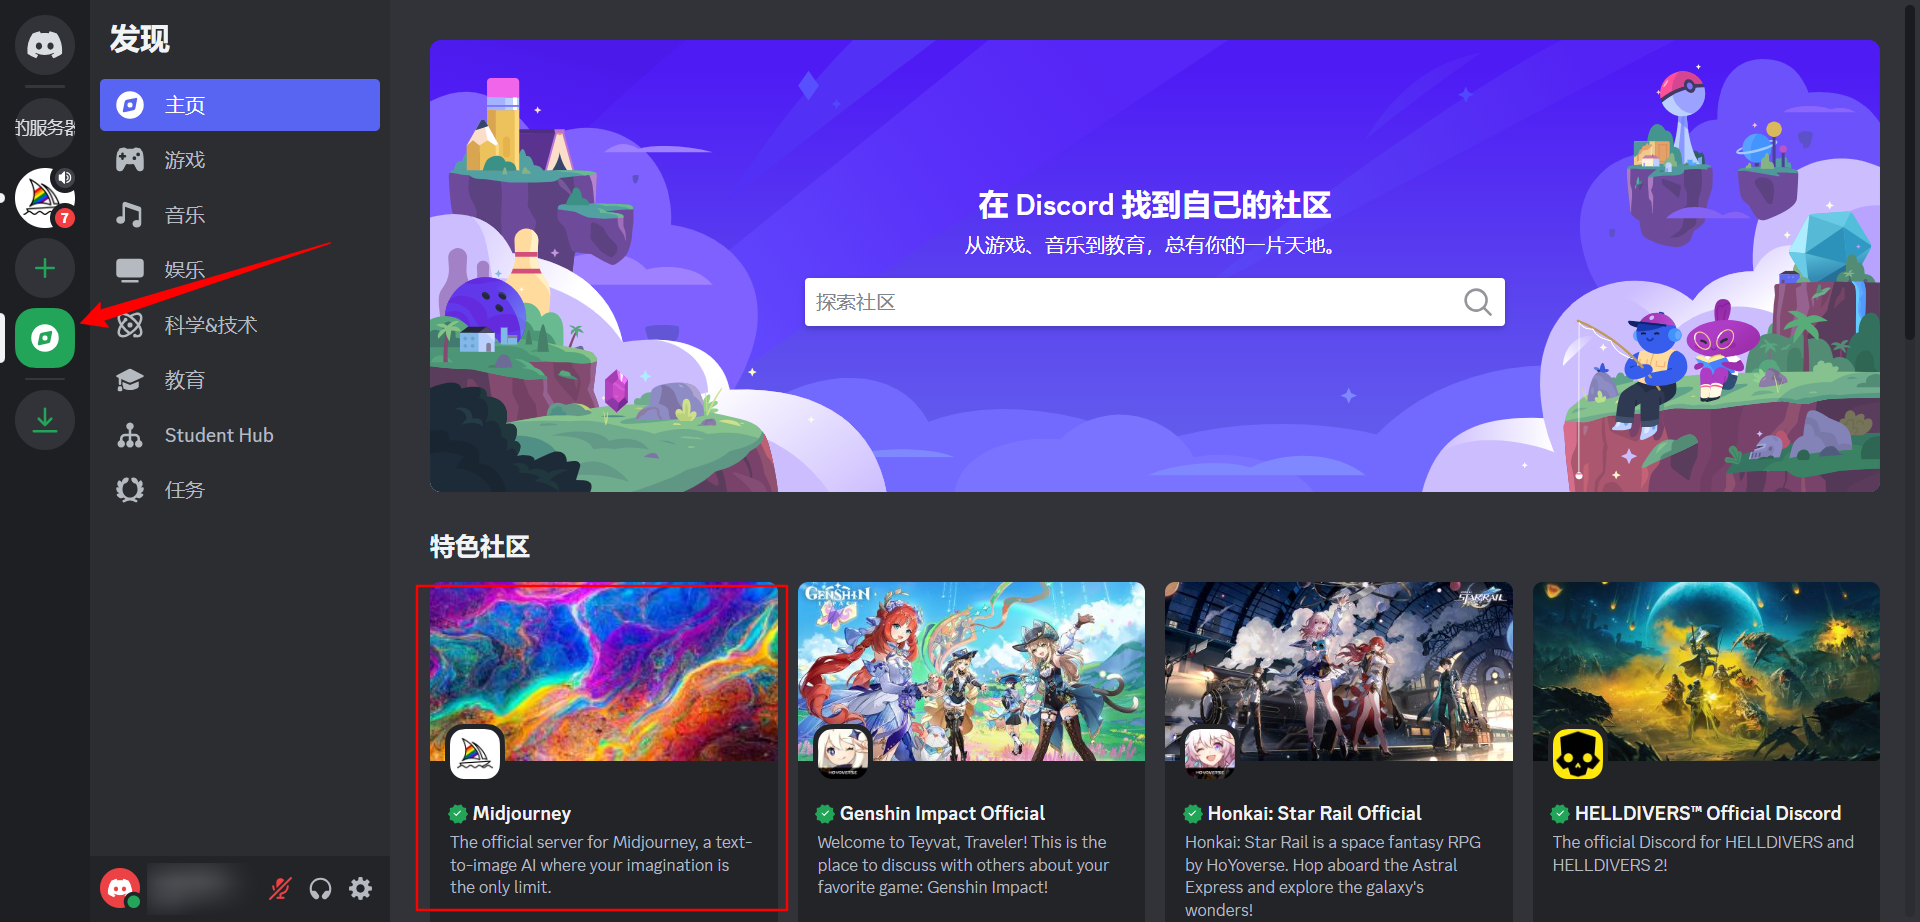 发现
的服务器
7
主页
游戏
音乐
娱乐
科学&技术
教育
Student Hub
任务
在 Discord 找到自己的社区
从游戏、音乐到教育，总有你的一片天地。
探索社区
特色社区
Midjourney
The official server for Midjourney, a text-
to-image AI where your imagination is
the only limit.
GENSHIN
IMPACT
HOYOVERSE
Genshin Impact Official
Welcome to Teyvat, Traveler! This is the
place to discuss with others about your
favorite game: Genshin Impact!
STAR RAIL
HOYOVERSE
Honkai: Star Rail Official
Honkai: Star Rail is a space fantasy RPG
by HoYoverse. Hop aboard the Astral
Express and explore the galaxy's
wonders!
HELLDIVERS™ Official Discord
The official Discord for HELLDIVERS and
HELLDIVERS 2!